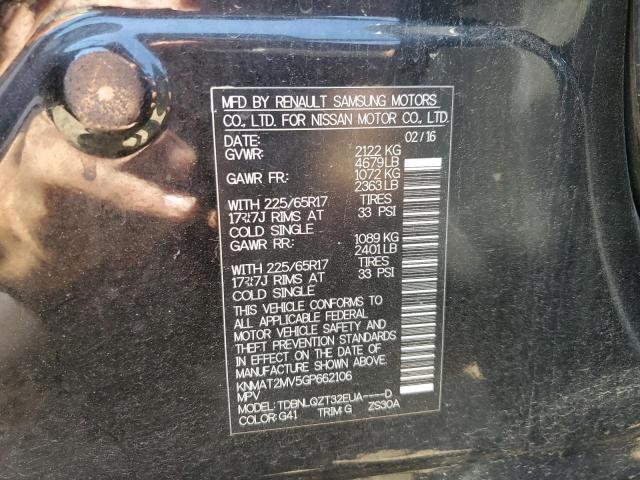 MFD BY RENAULT SAMSUNG MOTORS
CO., LTD. FOR NISSAN MOTOR CO., LTD.
DATE: 02/16
GVWR: 2122 KG
4679 LB
GAWR FR: 1072 KG
2363 LB
WITH 225/65R17 TIRES
17x7J RIMS AT 33 PSI
COLD SINGLE
GAWR RR: 1089 KG
2401 LB
WITH 225/65R17 TIRES
17x7J RIMS AT 33 PSI
COLD SINGLE
THIS VEHICLE CONFORMS TO
ALL APPLICABLE FEDERAL
MOTOR VEHICLE SAFETY AND
THEFT PREVENTION STANDARDS
IN EFFECT ON THE DATE OF
MANUFACTURE SHOWN ABOVE.
KNMAT2MV5GP662106
MPV
MODEL: TDBNLQZT32EUA----D
COLOR: G41 TRIM: G ZS30A